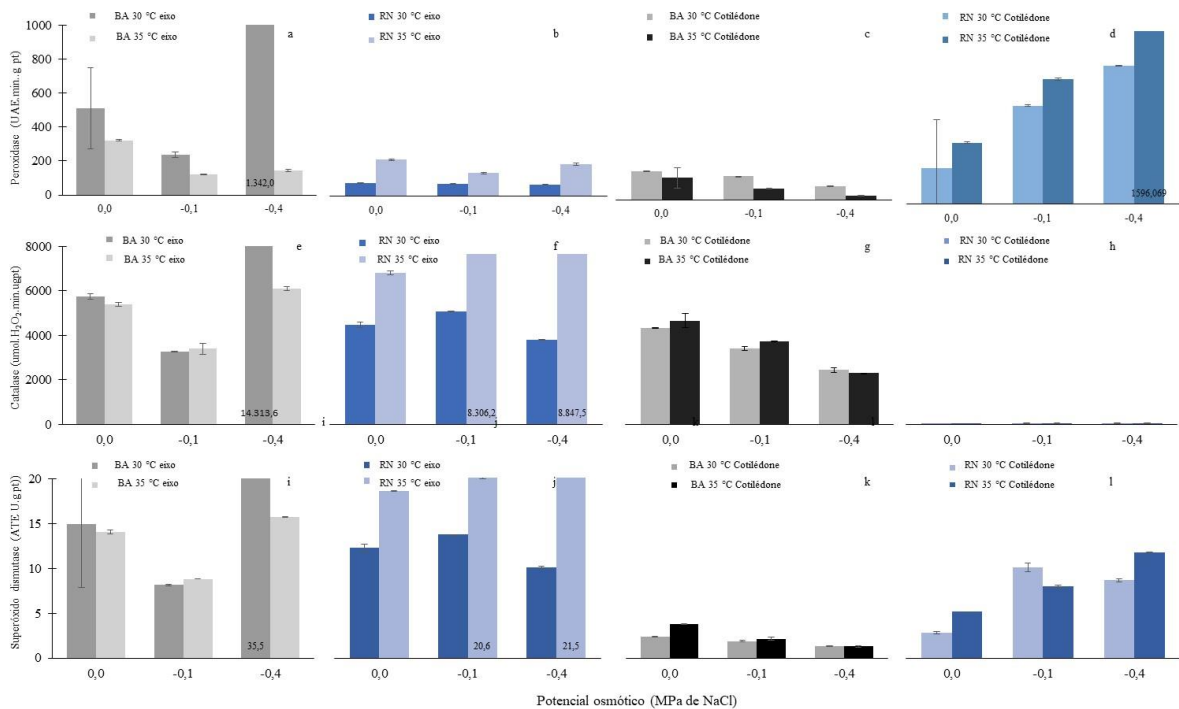 BA 30 °C eixo
BA 35 °C eixo
a
RN 30 °C eixo
RN 35 °C eixo
b
BA 30 °C Cotilédone
BA 35 °C Cotilédone
c
RN 30 °C Cotilédone
RN 35 °C Cotilédone
d
Peroxidase (UAE.min..g pt)
1000
800
600
400
200
0
1.342,0
1596,069
0,0 -0,1 -0,4
0,0 -0,1 -0,4
0,0 -0,1 -0,4
0,0 -0,1 -0,4
BA 30 °C eixo
BA 35 °C eixo
e
RN 30 °C eixo
RN 35 °C eixo
f
BA 30 °C Cotilédone
BA 35 °C Cotilédone
g
RN 30 °C Cotilédone
RN 35 °C Cotilédone
h
Catalase (umol.H₂O₂.min.ugpt)
8000
6000
4000
2000
0
14.313,6
8.306,2
8.847,5
i
j
k
l
0,0 -0,1 -0,4
0,0 -0,1 -0,4
0,0 -0,1 -0,4
0,0 -0,1 -0,4
BA 30 °C eixo
BA 35 °C eixo
i
RN 30 °C eixo
RN 35 °C eixo
j
BA 30 °C Cotilédone
BA 35 °C Cotilédone
k
RN 30 °C Cotilédone
RN 35 °C Cotilédone
l
Superóxido dismutase (ATE U.gpt)
20
15
10
5
0
35,5
20,6
21,5
0,0 -0,1 -0,4
0,0 -0,1 -0,4
0,0 -0,1 -0,4
0,0 -0,1 -0,4
Potencial osmótico (MPa de NaCl)